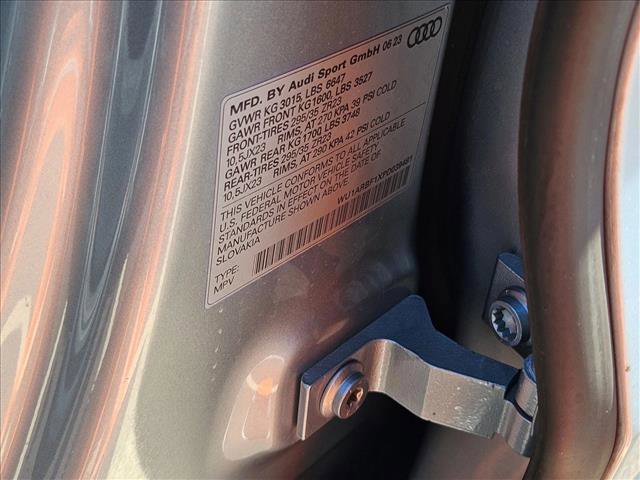 MFD. BY Audi Sport GmbH 06 23
GVWR KG 3015, LBS 6647
GAWR FRONT KG1600, LBS 3527
FRONT-TIRES 295/35 ZR23
10.5JX23 RIMS, AT 270 KPA 39 PSI COLD
GAWR REAR KG 1700 LBS 3748
REAR-TIRES 295/35 ZR23
10.5JX23 RIMS, AT 290 KPA 42 PSI COLD
THIS VEHICLE CONFORMS TO ALL APPLICABLE
U.S. FEDERAL MOTOR VEHICLE SAFETY
STANDARDS IN EFFECT ON THE DATE OF
MANUFACTURE SHOWN ABOVE.
SLOVAKIA
TYPE:
MPV